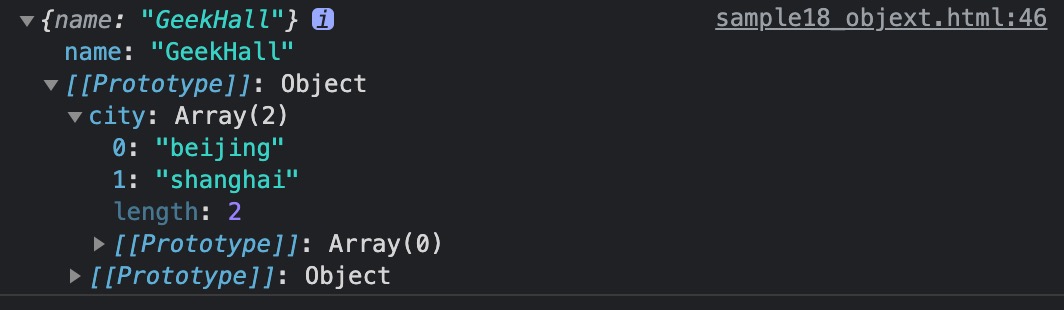 {name: "GeekHall"} i sample18_objext.html:46
name: "GeekHall"
[[Prototype]]: Object
city: Array(2)
0: "beijing"
1: "shanghai"
length: 2
[[Prototype]]: Array(0)
[[Prototype]]: Object